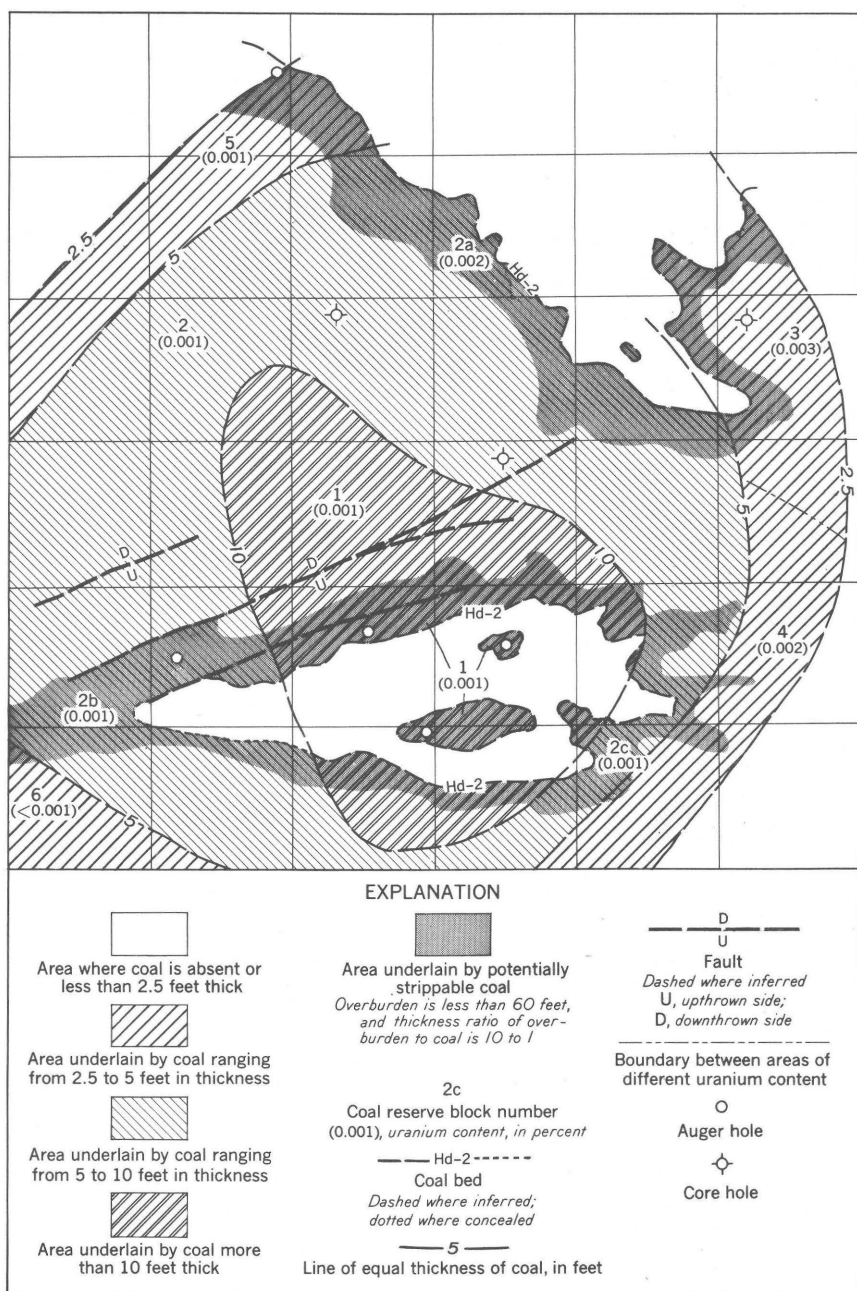 5
(0.001)
2.5
5
2a
(0.002)
Hd-2
2
(0.001)
3
(0.003)
1
(0.001)
2.5
5
10
D
U
D
U
10
Hd-2
4
(0.002)
1
(0.001)
2b
(0.001)
2c
(0.001)
Hd-2
6
(<0.001)
5
EXPLANATION
Area where coal is absent or
less than 2.5 feet thick
Area underlain by coal ranging
from 2.5 to 5 feet in thickness
Area underlain by coal ranging
from 5 to 10 feet in thickness
Area underlain by coal more
than 10 feet thick
Area underlain by potentially
strippable coal
Overburden is less than 60 feet,
and thickness ratio of over-
burden to coal is 10 to 1
2c
Coal reserve block number
(0.001), uranium content, in percent
Hd-2
Coal bed
Dashed where inferred;
dotted where concealed
5
Line of equal thickness of coal, in feet
D
U
Fault
Dashed where inferred
U, upthrown side;
D, downthrown side
Boundary between areas of
different uranium content
Auger hole
Core hole